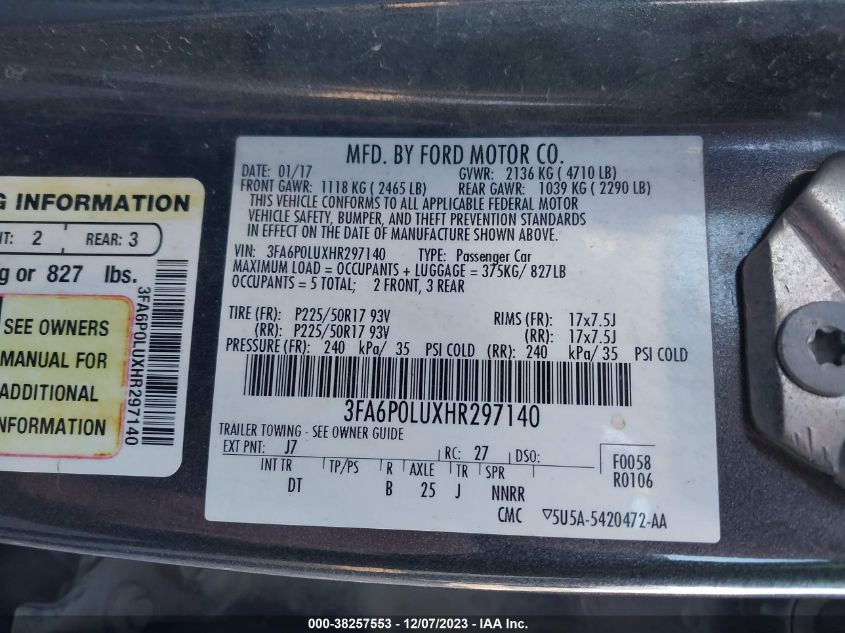 MFD. BY FORD MOTOR CO.
DATE: 01/17 GVWR: 2136 KG ( 4710 LB)
FRONT GAWR: 1118 KG ( 2465 LB) REAR GAWR: 1039 KG ( 2290 LB)
THIS VEHICLE CONFORMS TO ALL APPLICABLE FEDERAL MOTOR
VEHICLE SAFETY, BUMPER, AND THEFT PREVENTION STANDARDS
IN EFFECT ON THE DATE OF MANUFACTURE SHOWN ABOVE.
VIN: 3FA6P0LUXHR297140 TYPE: Passenger Car
MAXIMUM LOAD = OCCUPANTS + LUGGAGE = 375KG/ 827LB
OCCUPANTS = 5 TOTAL; 2 FRONT, 3 REAR
TIRE (FR): P225/50R17 93V RIMS (FR): 17x7.5J
(RR): P225/50R17 93V (RR): 17x7.5J
PRESSURE (FR): 240 kPa/ 35 PSI COLD (RR): 240 kPa/ 35 PSI COLD
3FA6P0LUXHR297140
TRAILER TOWING - SEE OWNER GUIDE
EXT PNT: J7 RC: 27 DSO: F0058
R0106
INT TR TP/PS R AXLE TR SPR
DT B 25 J NNRR
CMC 5U5A-5420472-AA
G INFORMATION
NT: 2 REAR: 3
g or 827 lbs.
SEE OWNERS
MANUAL FOR
ADDITIONAL
INFORMATION
3FA6P0LUXHR297140
000-38257553 - 12/07/2023 - IAA Inc.